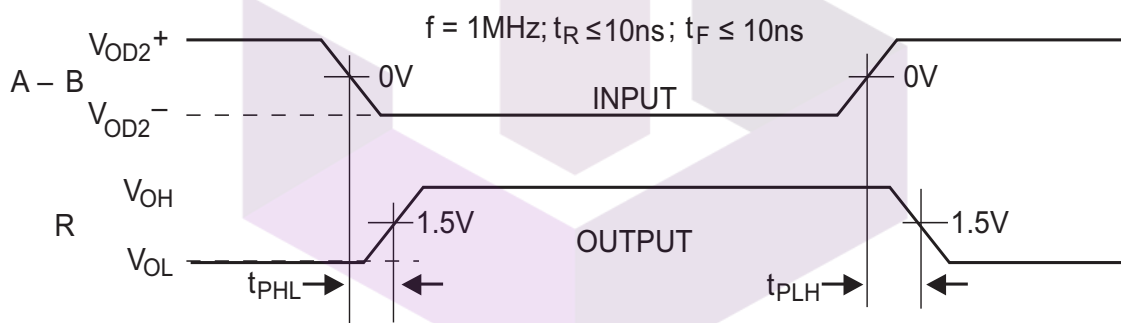 f = 1MHz; tR ≤10ns; tF ≤ 10ns
VOD2+
A – B
0V
0V
INPUT
VOD2–
VOH
R
1.5V
1.5V
OUTPUT
VOL
tPHL
tPLH